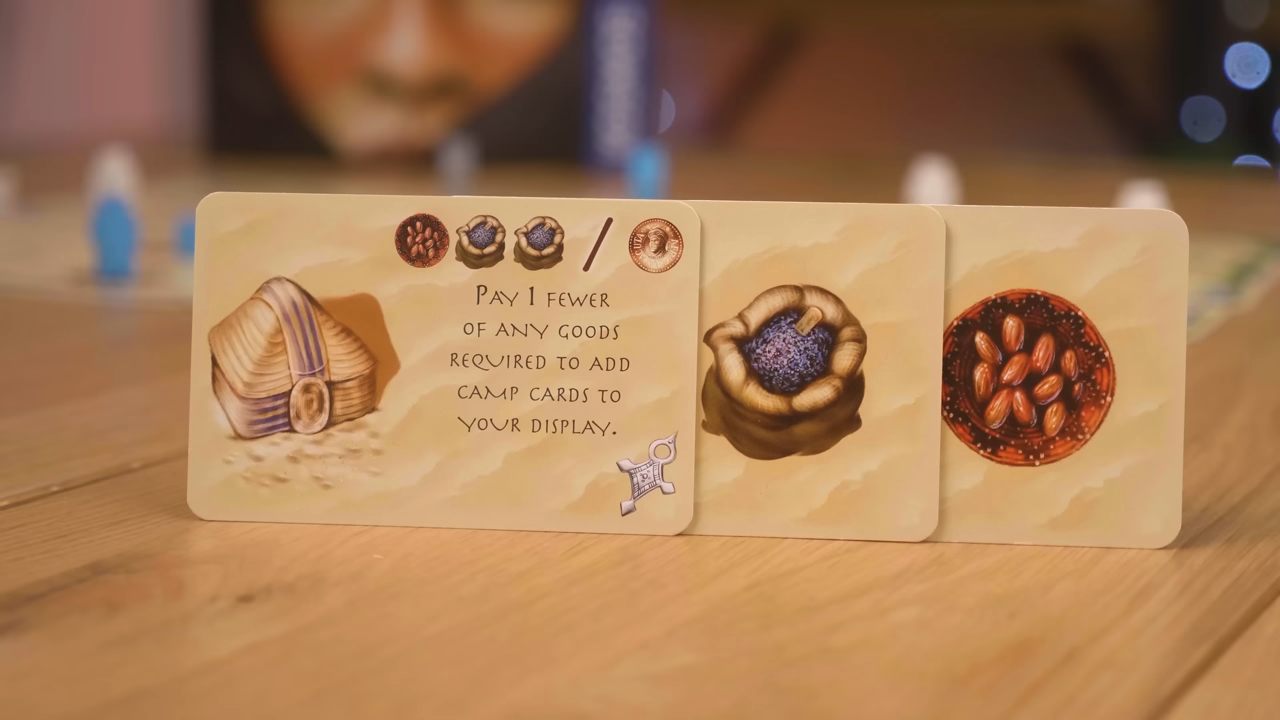 PAY 1 FEWER
OF ANY GOODS
REQUIRED TO ADD
CAMP CARDS TO
YOUR DISPLAY.